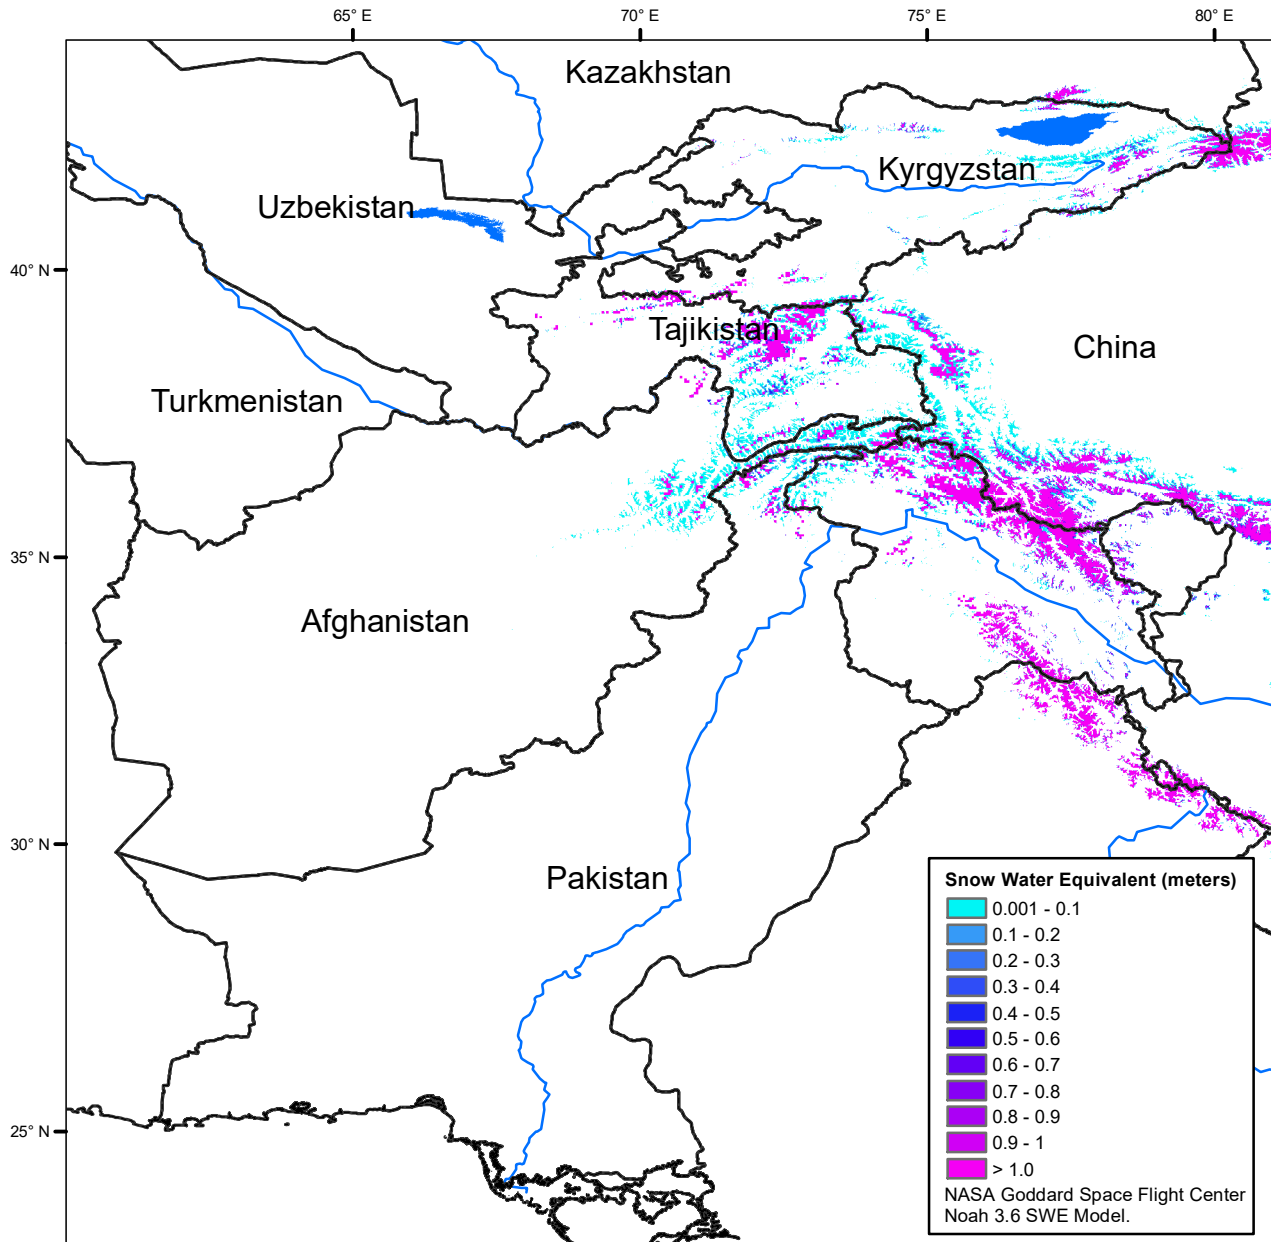 65° E
70° E
75° E
80° E
Kazakhstan
Kyrgyzstan
Uzbekistan
40° N
Tajikistan
China
Turkmenistan
35° N
Afghanistan
30° N
Pakistan
25° N
Snow Water Equivalent (meters)
0.001 - 0.1
0.1 - 0.2
0.2 - 0.3
0.3 - 0.4
0.4 - 0.5
0.5 - 0.6
0.6 - 0.7
0.7 - 0.8
0.8 - 0.9
0.9 - 1
> 1.0
NASA Goddard Space Flight Center
Noah 3.6 SWE Model.